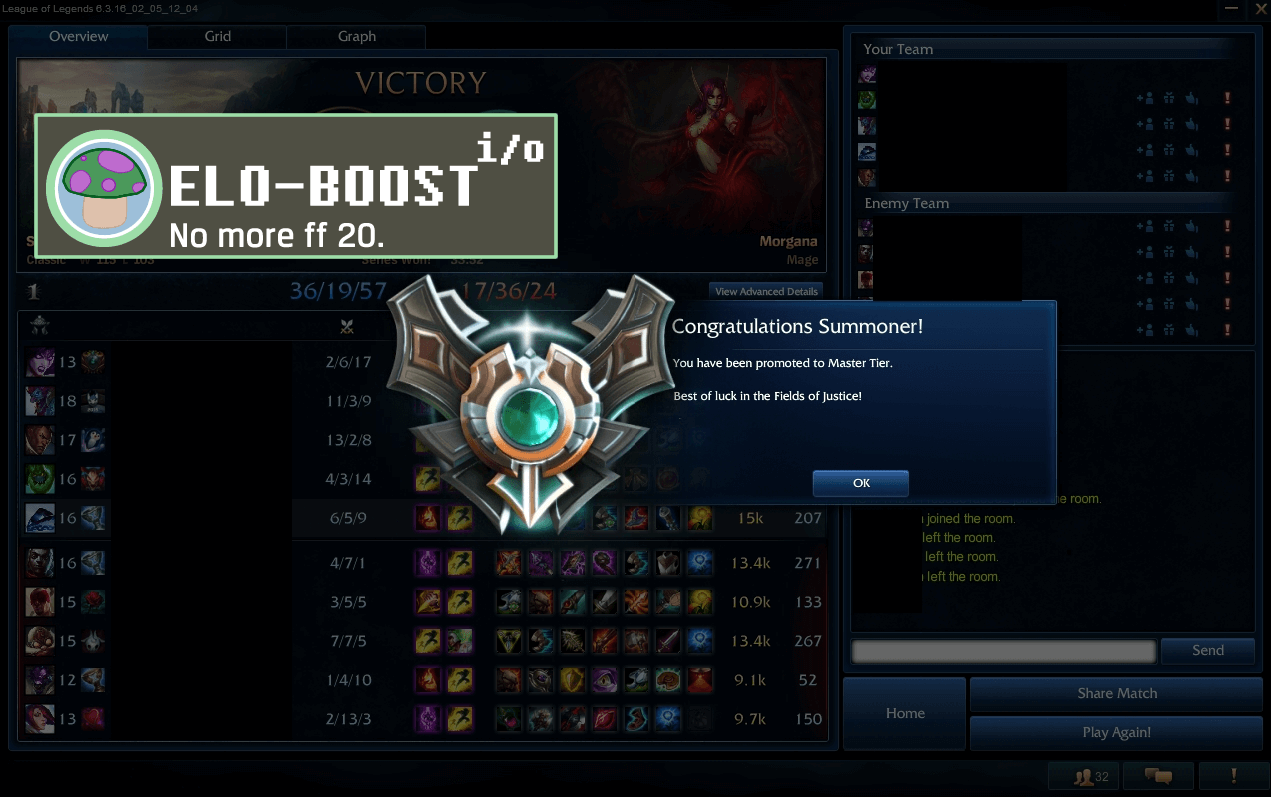 League of Legends 6.3.16_02_05_12_04
Overview
Grid
Graph
VICTORY
i/o
ELO-BOOST
No more ff 20.
Morgana
Classic
Series Won! 33:32
Mage
1
36/19/57
17/36/24
View Advanced Details
13
2/6/17
18
11/3/9
17
13/2/8
16
4/3/14
16
6/5/9
15k
207
16
4/7/1
13.4k
271
15
3/5/5
10.9k
133
15
7/7/5
13.4k
267
12
1/4/10
9.1k
52
13
2/13/3
9.7k
150
Your Team
Enemy Team
Congratulations Summoner!
You have been promoted to Master Tier.
Best of luck in the Fields of Justice!
OK
the room.
joined the room.
left the room.
left the room.
left the room.
Send
Home
Share Match
Play Again!
32